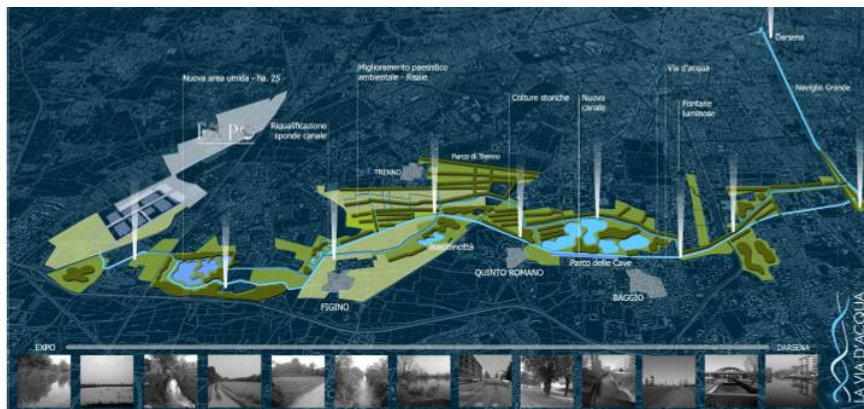 Darsena
Via d'acqua
Naviglio Grande
Nuova area umida - ha. 25
Miglioramento paesistico
ambientale - Risaie
Colture storiche
Nuovo
canale
Fontane
luminose
Riqualificazione
sponde canale
Parco di Trenno
TRENNO
Boscoincittà
QUINTO ROMANO
Parco delle Cave
BAGGIO
FIGINO
EXPO
DARSENA
LA VIA D'ACQUA